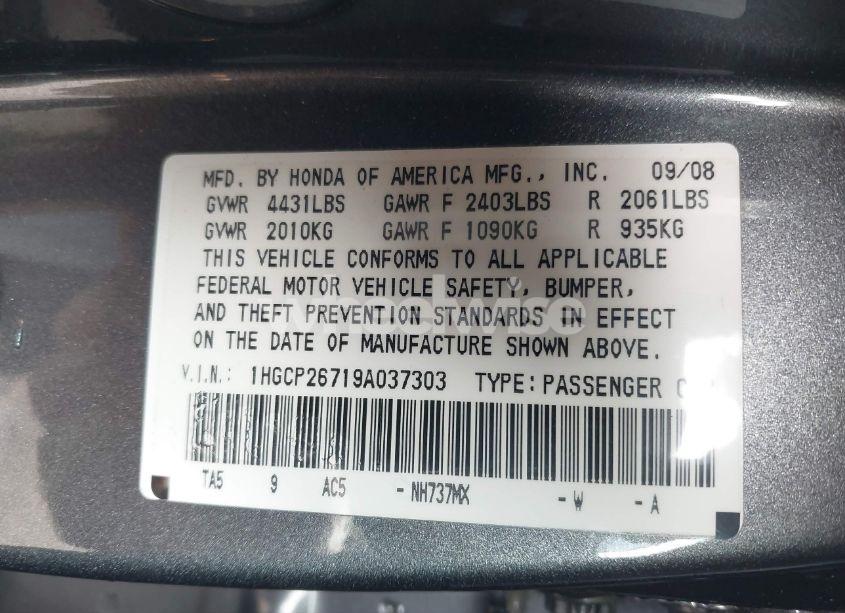 MFD. BY HONDA OF AMERICA MFG., INC. 09/08
GVWR 4431LBS GAWR F 2403LBS R 2061LBS
GVWR 2010KG GAWR F 1090KG R 935KG
THIS VEHICLE CONFORMS TO ALL APPLICABLE
FEDERAL MOTOR VEHICLE SAFETY, BUMPER,
AND THEFT PREVENTION STANDARDS IN EFFECT
ON THE DATE OF MANUFACTURE SHOWN ABOVE.
V.I.N.: 1HGCP26719A037303 TYPE: PASSENGER
TA5 9 AC5 - NH737MX - W - A